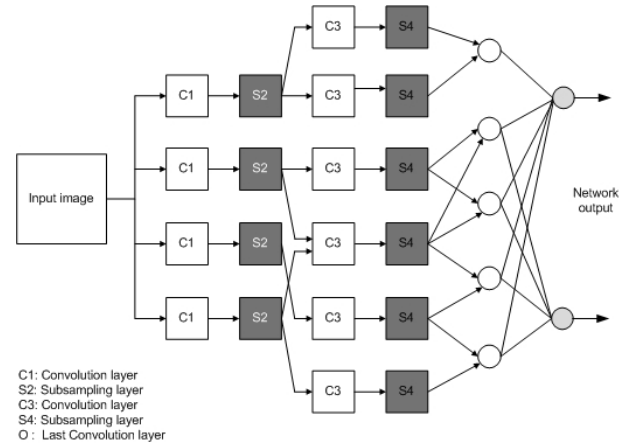 C3
S4
C1
S2
C3
S4
C1
S2
C3
S4
Input image
Network
output
C1
S2
C3
S4
C1
S2
C3
S4
C3
S4
C1: Convolution layer
S2: Subsampling layer
C3: Convolution layer
S4: Subsampling layer
O : Last Convolution layer